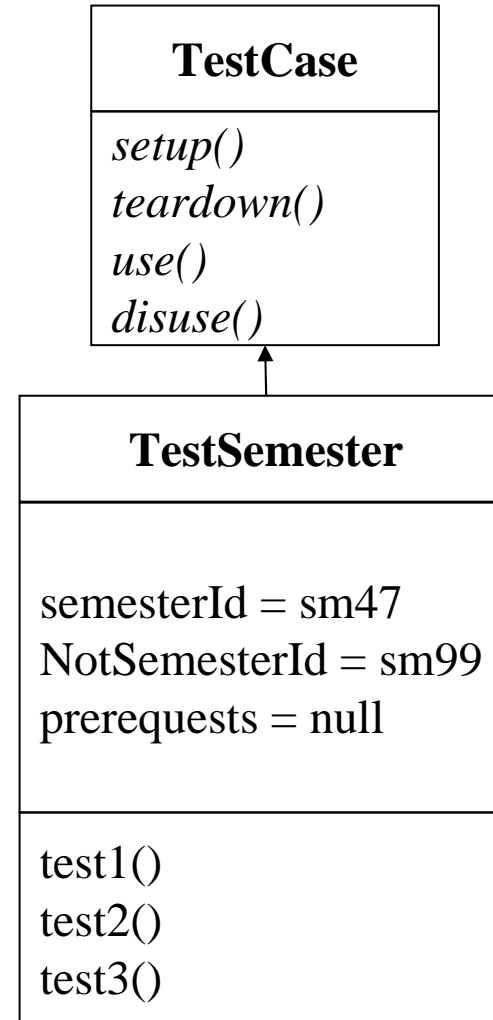 TestCase
setup()
teardown()
use()
disuse()
TestSemester
semesterId = sm47
NotSemesterId = sm99
prerequests = null
test1()
test2()
test3()